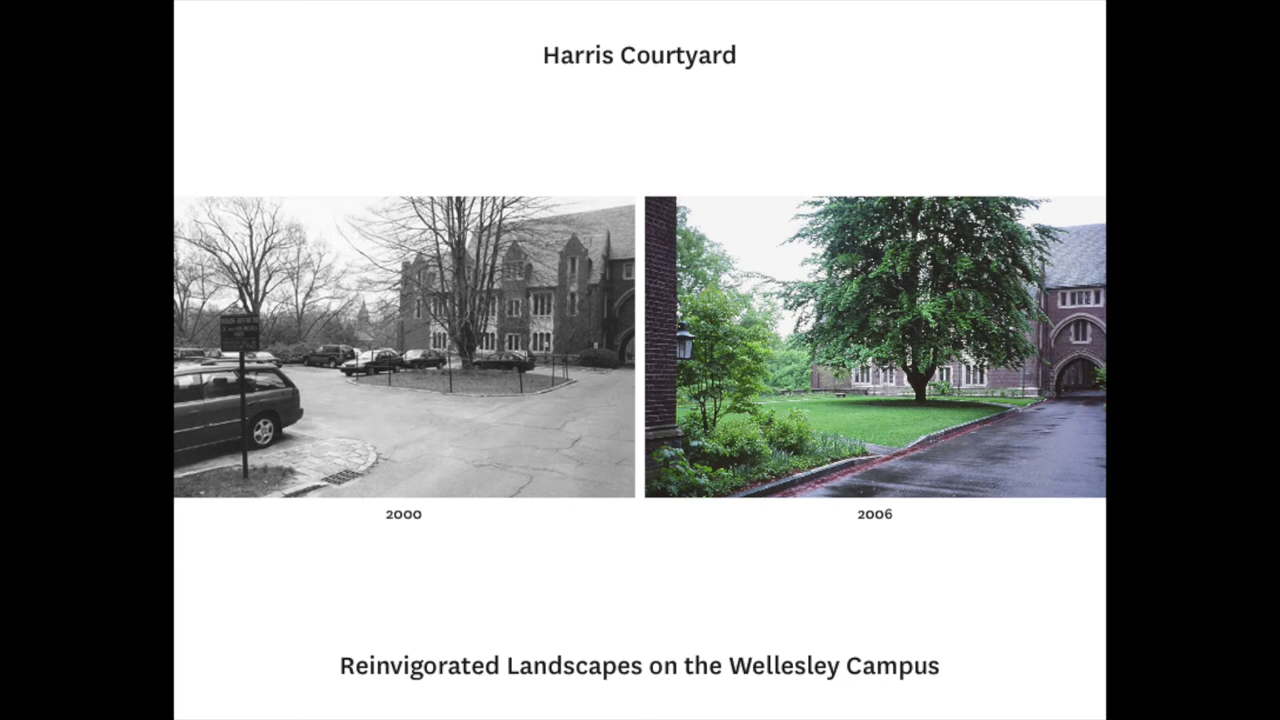 Harris Courtyard
2000
2006
Reinvigorated Landscapes on the Wellesley Campus